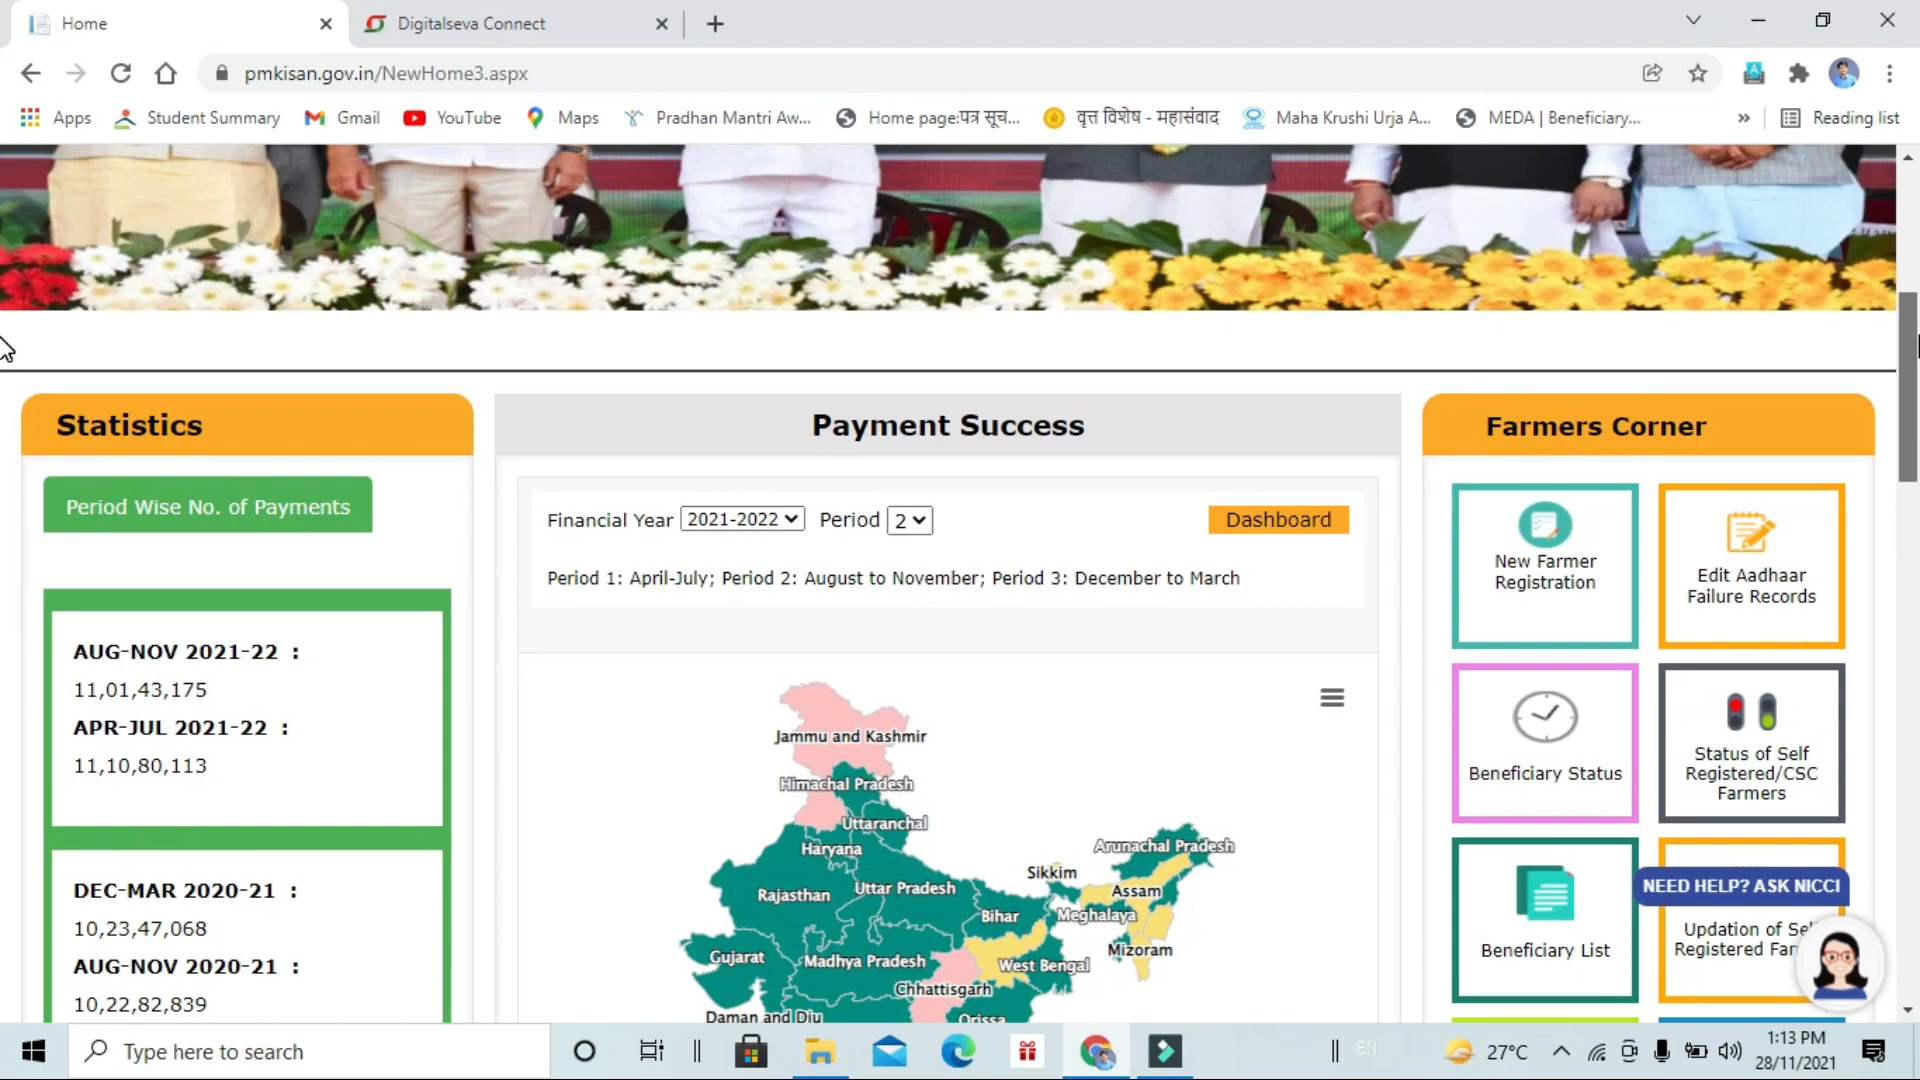 Home
Digitalseva Connect
pmkisan.gov.in/NewHome3.aspx
Apps
Student Summary
Gmail
YouTube
Maps
Pradhan Mantri Aw...
Home page:पत्र सूच...
वृत्त विशेष - महासंवाद
Maha Krushi Urja A...
MEDA | Beneficiary...
Reading list
Statistics
Period Wise No. of Payments
AUG-NOV 2021-22 :
11,01,43,175
APR-JUL 2021-22 :
11,10,80,113
DEC-MAR 2020-21 :
10,23,47,068
AUG-NOV 2020-21 :
10,22,82,839
Payment Success
Financial Year 2021-2022 Period 2
Dashboard
Period 1: April-July; Period 2: August to November; Period 3: December to March
Jammu and Kashmir
Himachal Pradesh
Uttaranchal
Haryana
Arunachal Pradesh
Sikkim
Rajasthan
Uttar Pradesh
Assam
Bihar
Meghalaya
Mizoram
Gujarat
Madhya Pradesh
West Bengal
Chhattisgarh
Daman and Diu
Orissa
Farmers Corner
New Farmer
Registration
Edit Aadhaar
Failure Records
Beneficiary Status
Status of Self
Registered/CSC
Farmers
Beneficiary List
NEED HELP? ASK NICCI
Updation of Sel
Registered Far
Type here to search
EN
27°C
1:13 PM
28/11/2021